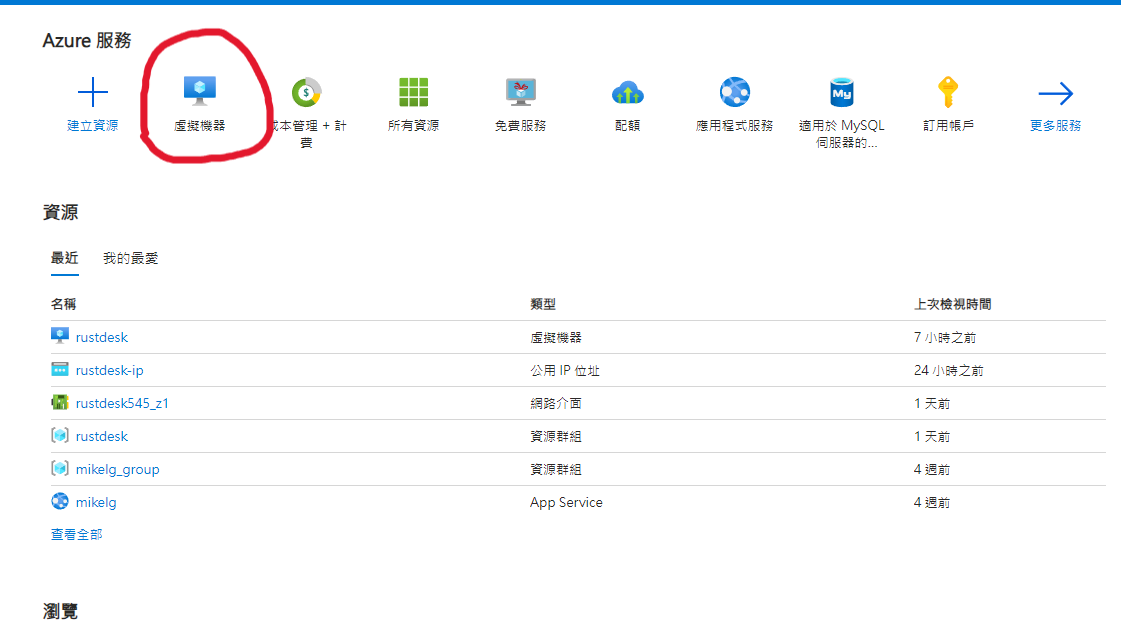 Azure 服務
建立資源
虛擬機器
成本管理 + 計
費
所有資源
免費服務
配額
應用程式服務
適用於 MySQL
伺服器的...
訂用帳戶
更多服務
資源
最近 我的最愛
名稱 類型 上次檢視時間
rustdesk 虛擬機器 7 小時之前
rustdesk-ip 公用 IP 位址 24 小時之前
rustdesk545_z1 網路介面 1 天前
rustdesk 資源群組 1 天前
mikelg_group 資源群組 4 週前
mikelg App Service 4 週前
查看全部
瀏覽